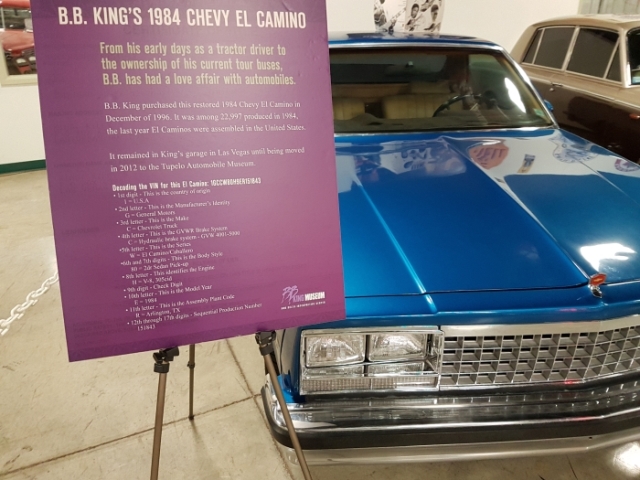 B.B. KING'S 1984 CHEVY EL CAMINO
From his early days as a tractor driver to
the ownership of his current tour buses,
B.B. has had a love affair with automobiles.
B.B. King purchased this restored 1984 Chevy El Camino in
December of 1996. It was among 22,997 produced in 1984,
the last year El Caminos were assembled in the United States.
It remained in King's garage in Las Vegas until being moved
in 2012 to the Tupelo Automobile Museum.
Decoding the VIN for this El Camino: 1GCCW80H8ER151843
• 1st digit - This is the country of origin.
1 = U.S.A
• 2nd letter - This is the Manufacturer's Identity
G = General Motors
• 3rd letter - This is the Make
C = Chevrolet Truck
• 4th letter - This is the GVWR Brake System
C = Hydraulic brake system - GVW 4001-5000
•5th letter - This is the Series
W = El Camino/Caballero
•6th and 7th digits - This is the Body Style
80 = 2dr Sedan Pick-up
• 8th letter - This identifies the Engine
H = V-8, 305cid
• 9th digit - Check Digit
• 10th letter - This is the Model Year
E = 1984
• 11th letter - This is the Assembly Plant Code
R = Arlington, TX
• 12th through 17th digits - Sequential Production Number
151843
BB KING MUSEUM